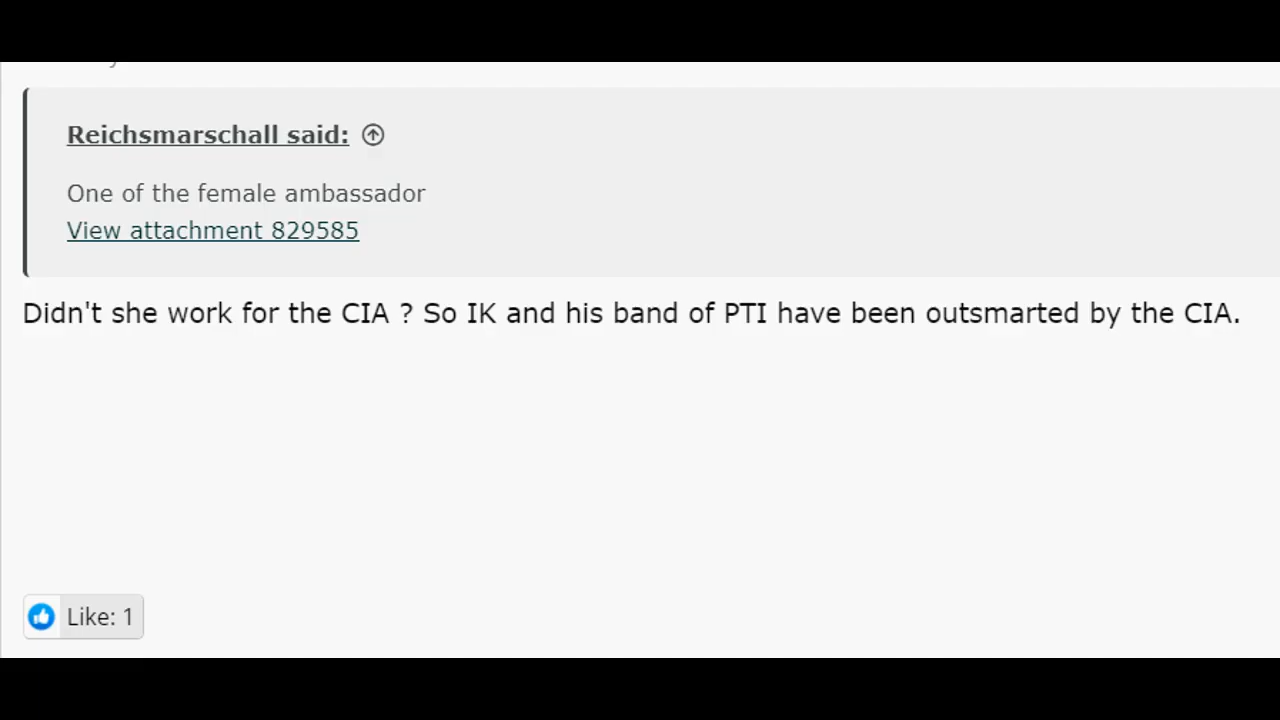 Reichsmarschall said:
One of the female ambassador
View attachment 829585
Didn't she work for the CIA ? So IK and his band of PTI have been outsmarted by the CIA.
Like: 1